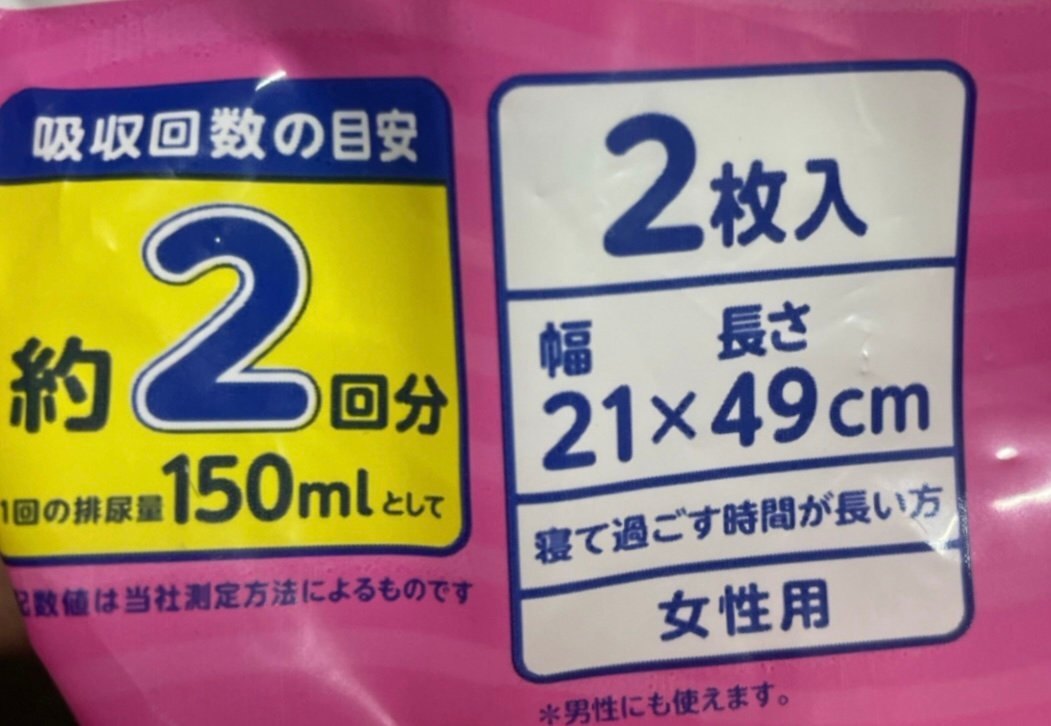 吸収回数の目安
約2回分
1回の排尿量150mlとして
記数値は当社測定方法によるものです
2枚入
幅 長さ
21×49cm
寝て過ごす時間が長い方
女性用
*男性にも使えます。